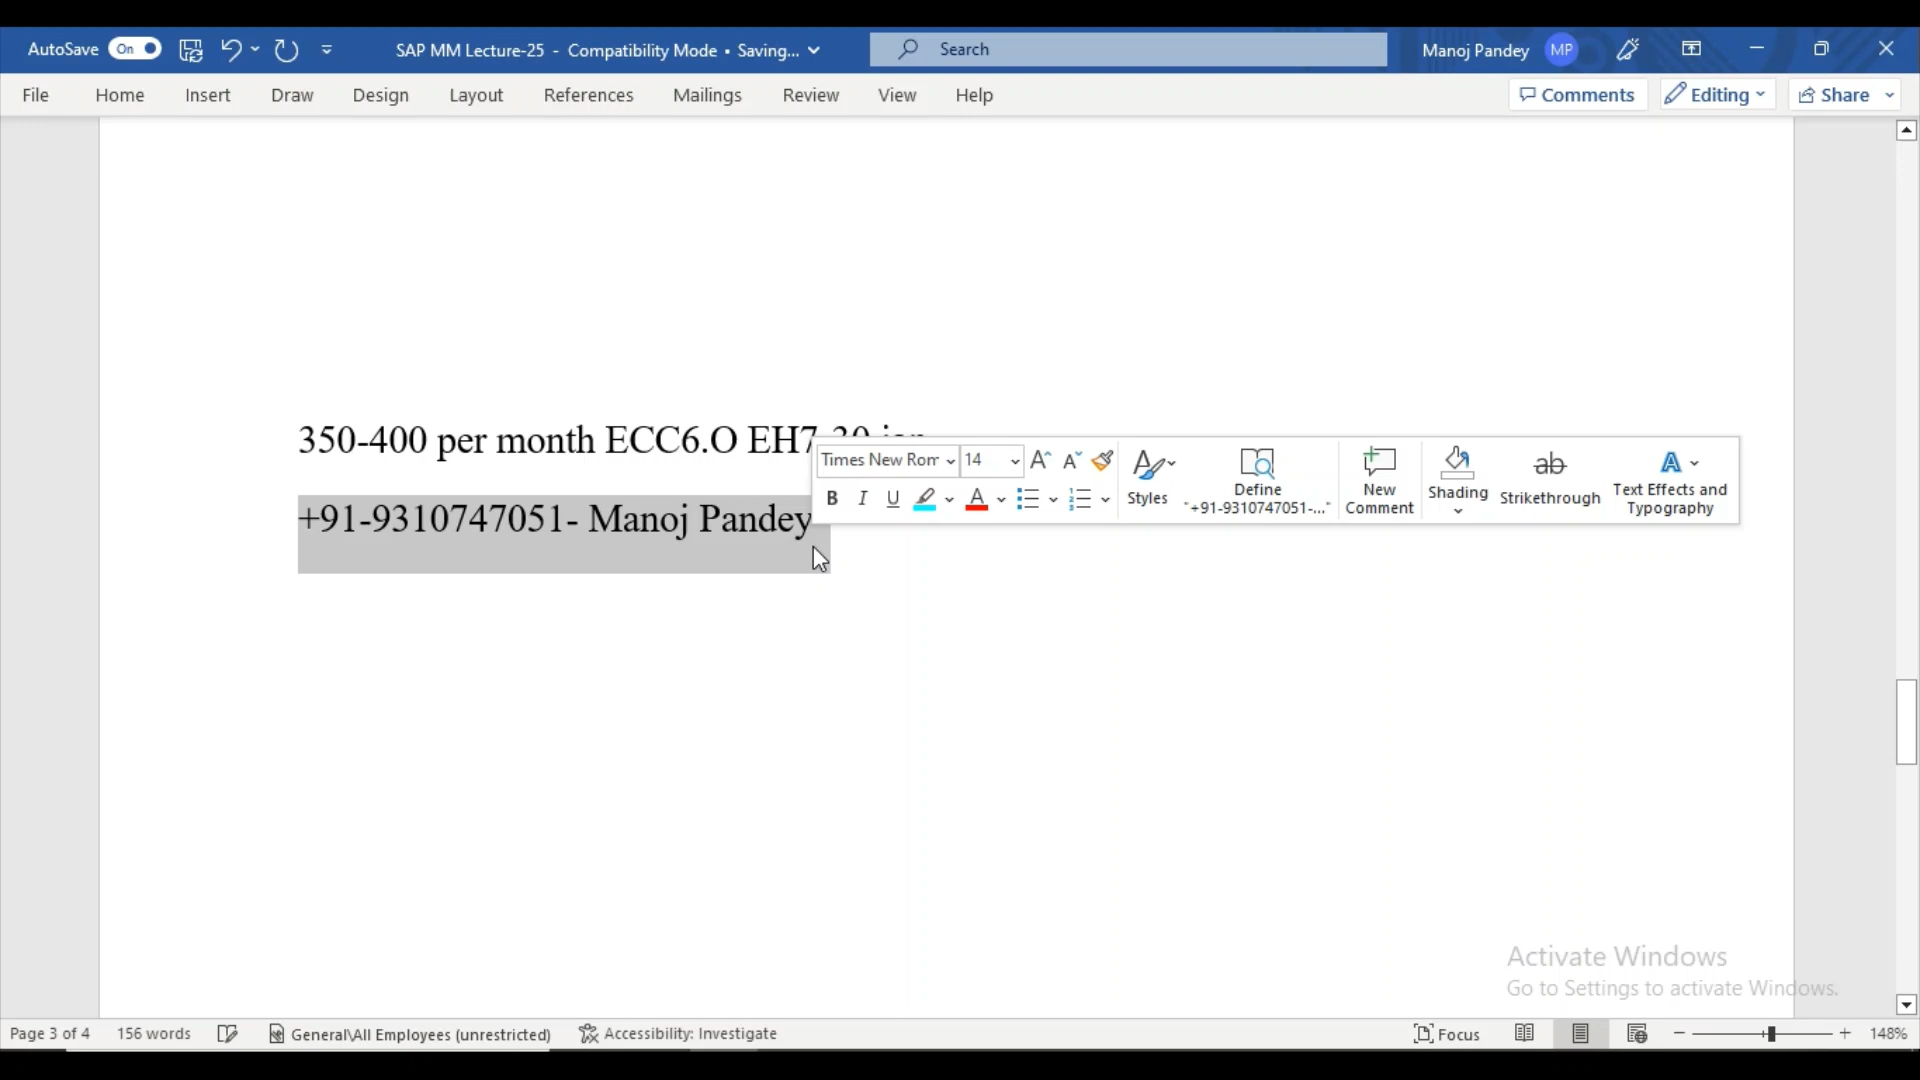 AutoSave On SAP MM Lecture-25 - Compatibility Mode • Saving... Search Manoj Pandey MP
File Home Insert Draw Design Layout References Mailings Review View Help Comments Editing Share
350-400 per month ECC6.O EH7-30 jan
Times New Rom 14
B I U A Styles Define "+91-9310747051-..." New Comment Shading ab Strikethrough Text Effects and Typography
+91-9310747051- Manoj Pandey
Activate Windows
Go to Settings to activate Windows.
Page 3 of 4 156 words General\All Employees (unrestricted) Accessibility: Investigate Focus 148%